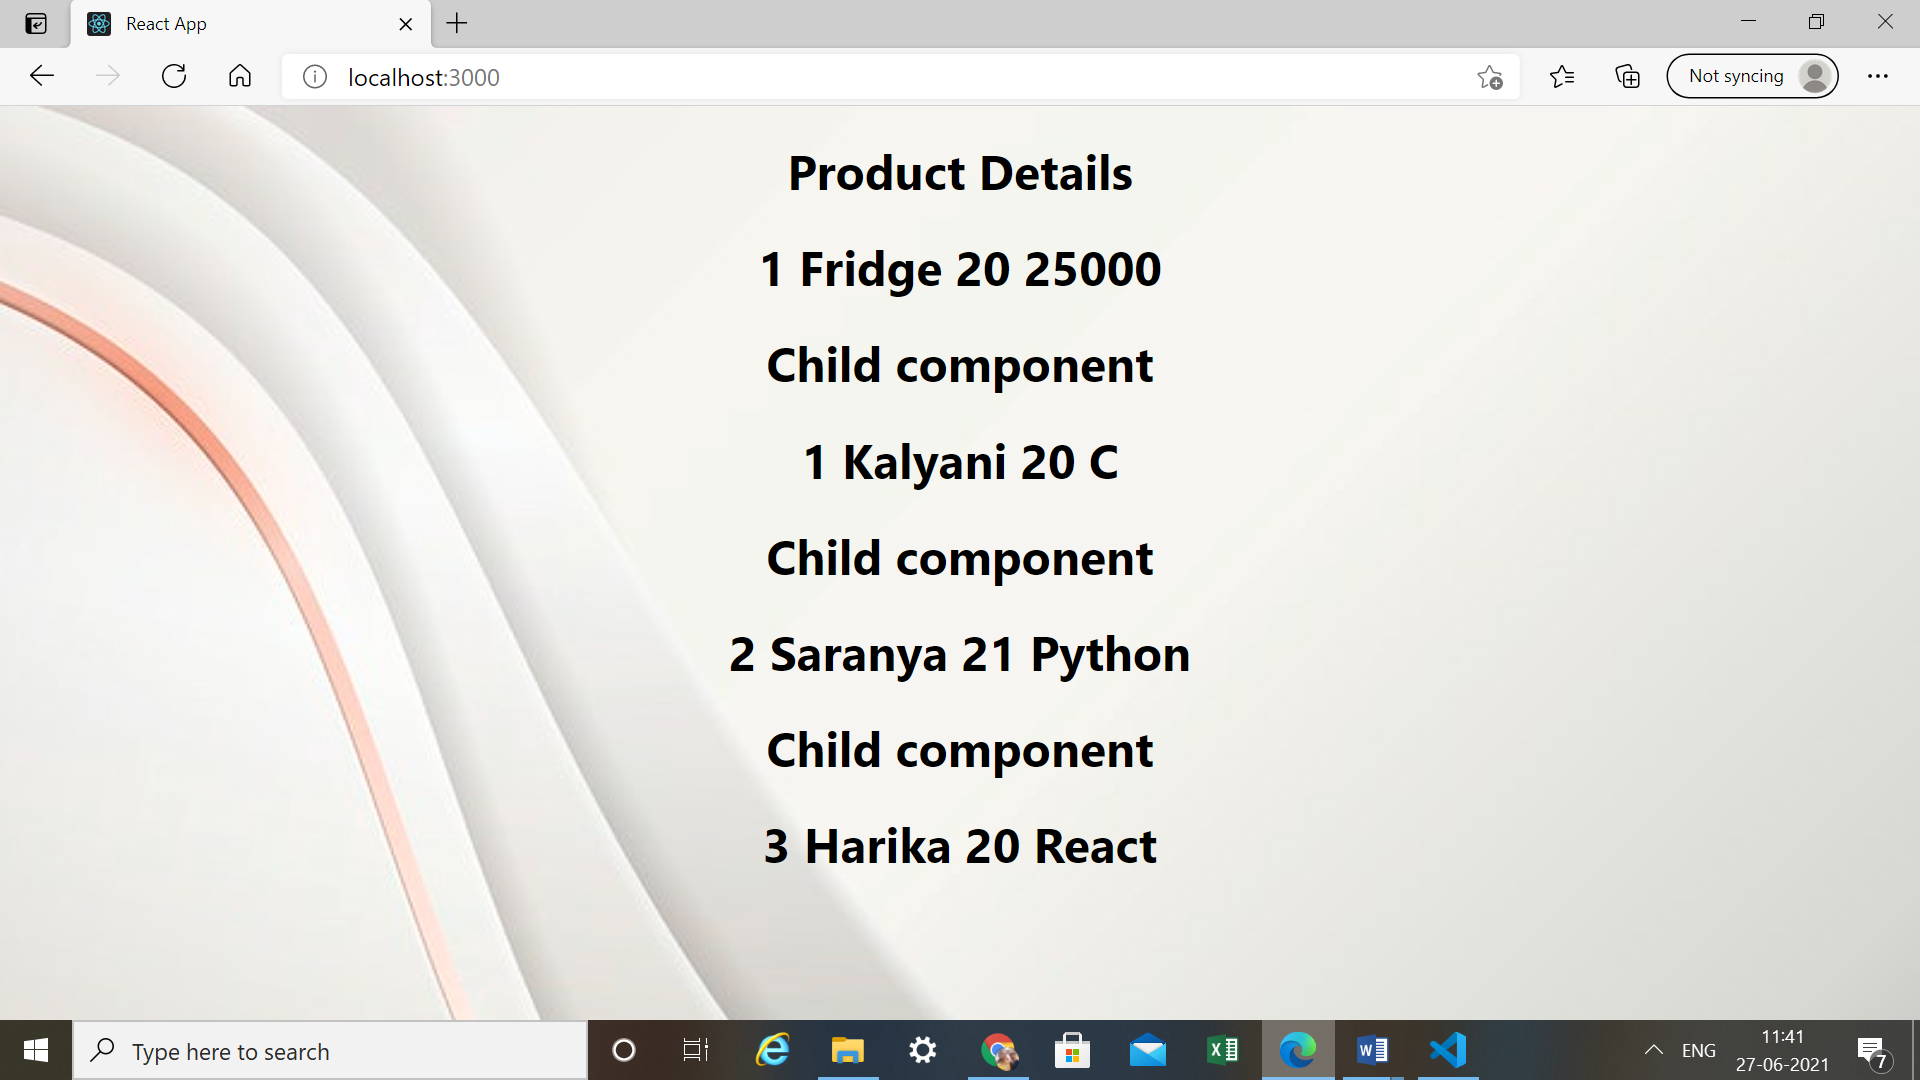 React App
localhost:3000
Not syncing
Product Details
1 Fridge 20 25000
Child component
1 Kalyani 20 C
Child component
2 Saranya 21 Python
Child component
3 Harika 20 React
Type here to search
ENG
11:41
27-06-2021
7